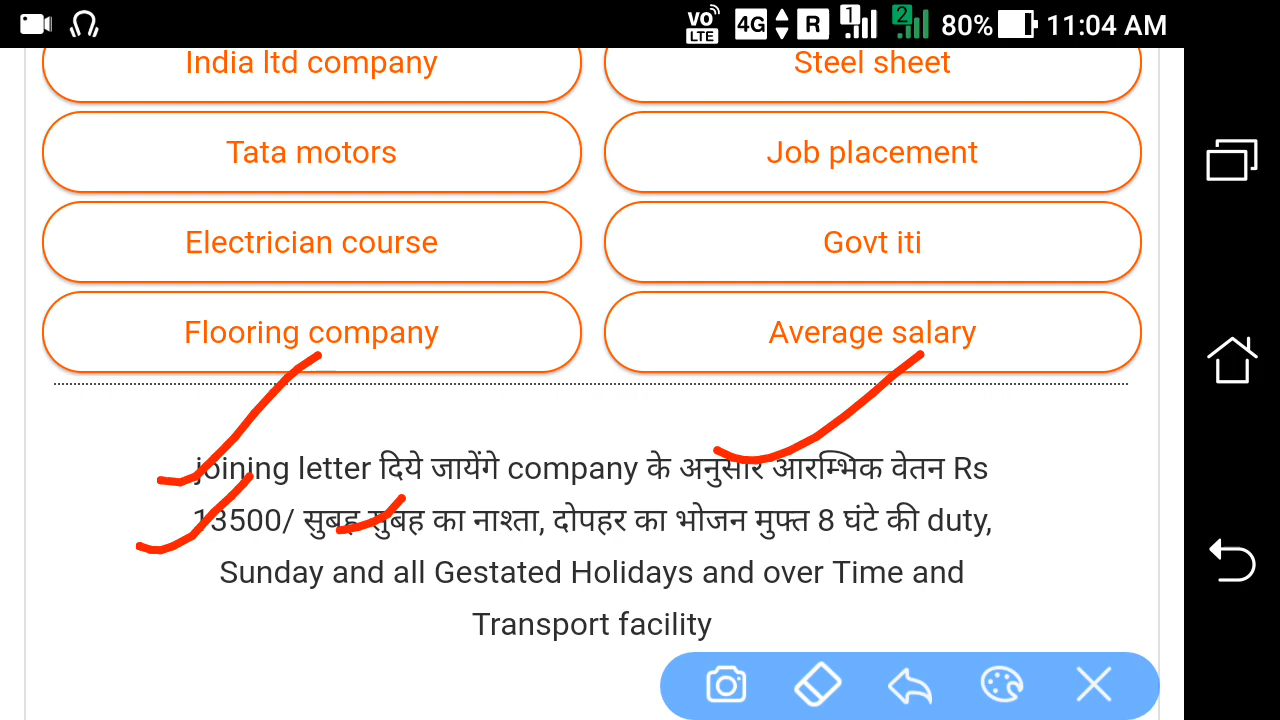 VO LTE 4G R 1 2 80% 11:04 AM
India ltd company
Steel sheet
Tata motors
Job placement
Electrician course
Govt iti
Flooring company
Average salary
joining letter दिये जायेंगे company के अनुसार आरम्भिक वेतन Rs
13500/ सुबह सुबह का नाश्ता, दोपहर का भोजन मुफ्त 8 घंटे की duty,
Sunday and all Gestated Holidays and over Time and
Transport facility